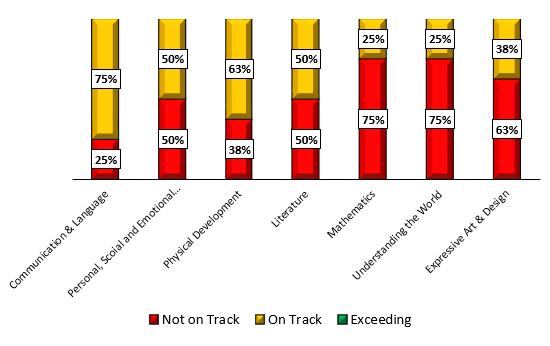 25% 25%
38%
50% 50%
63%
75%
75% 75%
63%
50% 50%
38%
25%
Communication & Language
Personal, Scoial and Emotional...
Physical Development
Literature
Mathematics
Understanding the World
Expressive Art & Design
Not on Track On Track Exceeding